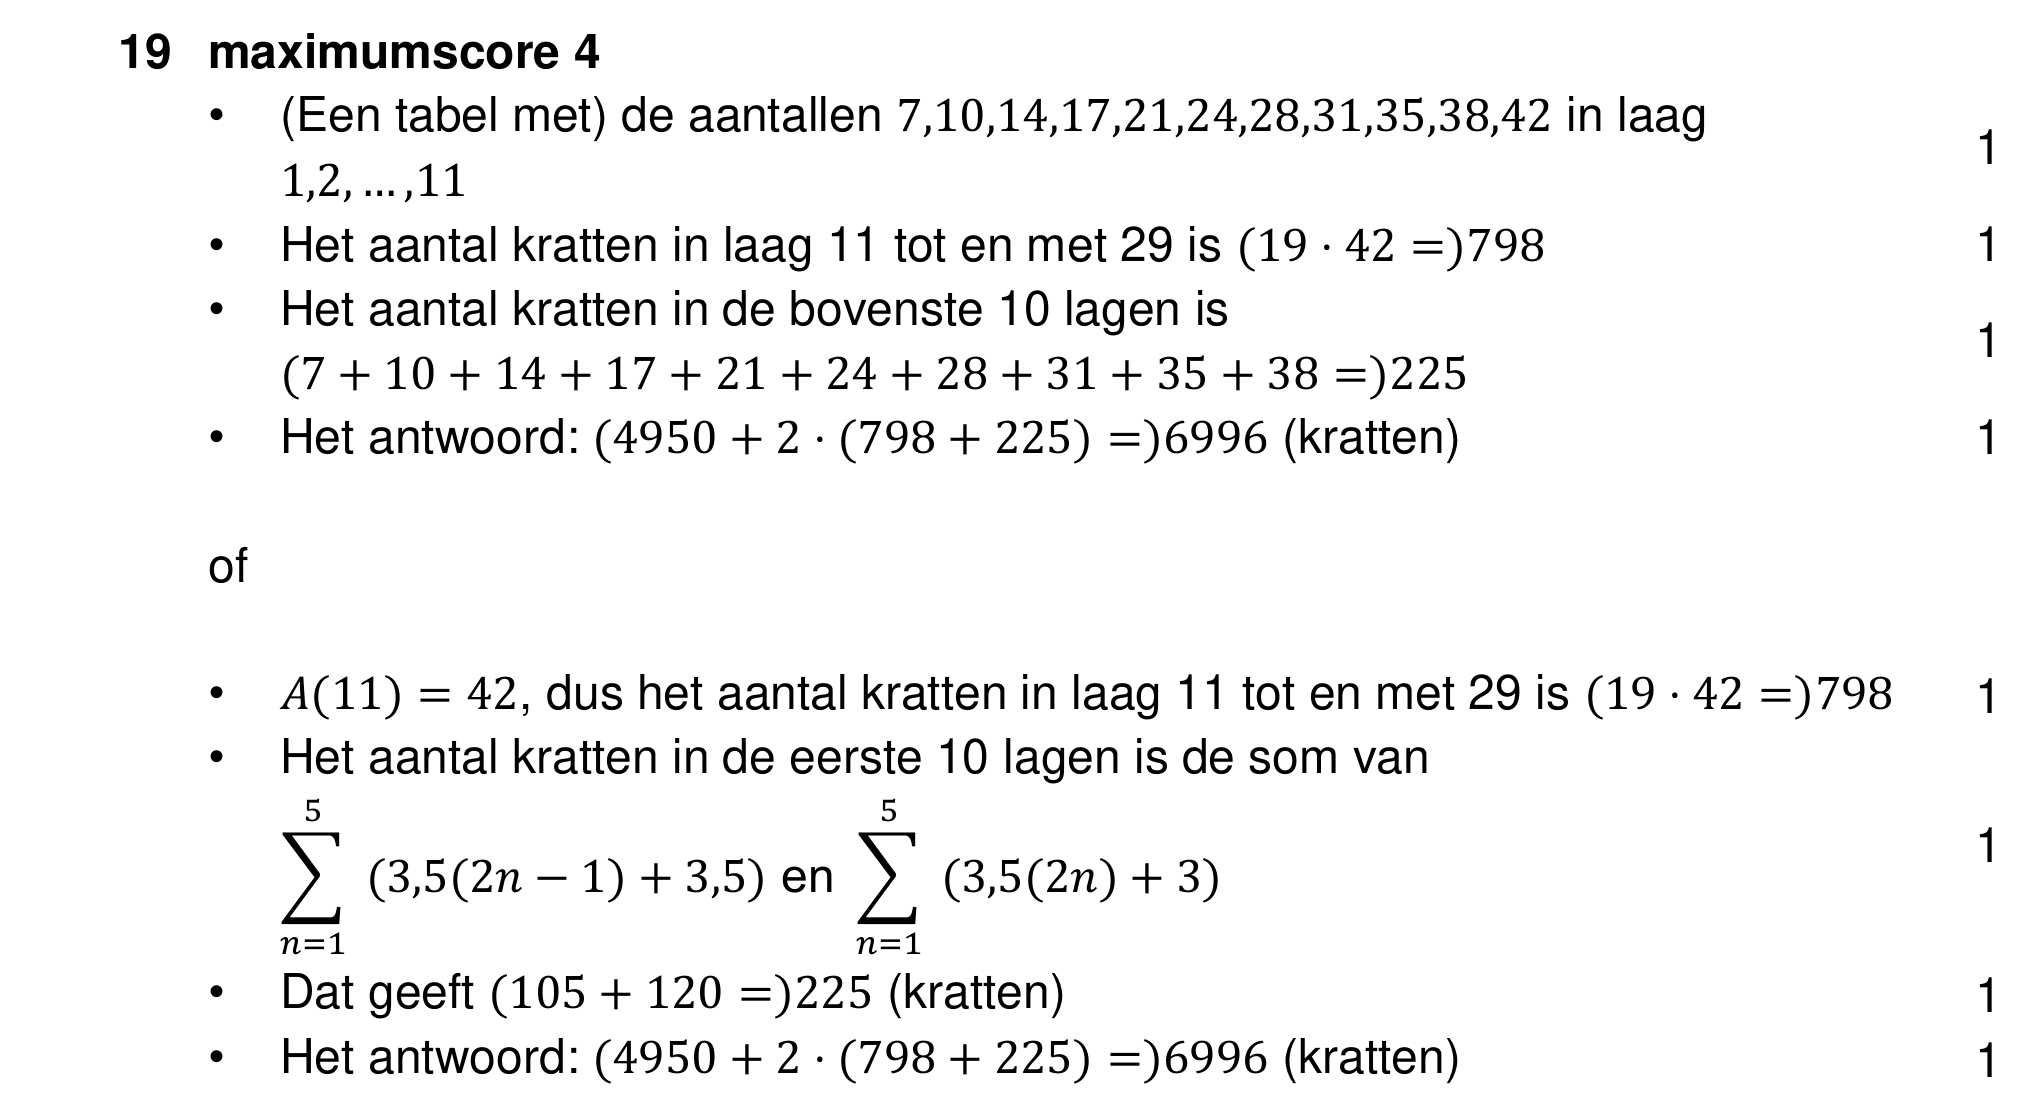 19 maximumscore 4
• (Een tabel met) de aantallen 7,10,14,17,21,24,28,31,35,38,42 in laag
1,2, … ,11 1
• Het aantal kratten in laag 11 tot en met 29 is (19 · 42 =)798 1
• Het aantal kratten in de bovenste 10 lagen is
(7 + 10 + 14 + 17 + 21 + 24 + 28 + 31 + 35 + 38 =)225 1
• Het antwoord: (4950 + 2 · (798 + 225) =)6996 (kratten) 1
of
• A(11) = 42, dus het aantal kratten in laag 11 tot en met 29 is (19 · 42 =)798 1
• Het aantal kratten in de eerste 10 lagen is de som van
∑_{n=1}^{5} (3,5(2n − 1) + 3,5) en ∑_{n=1}^{5} (3,5(2n) + 3) 1
• Dat geeft (105 + 120 =)225 (kratten) 1
• Het antwoord: (4950 + 2 · (798 + 225) =)6996 (kratten) 1